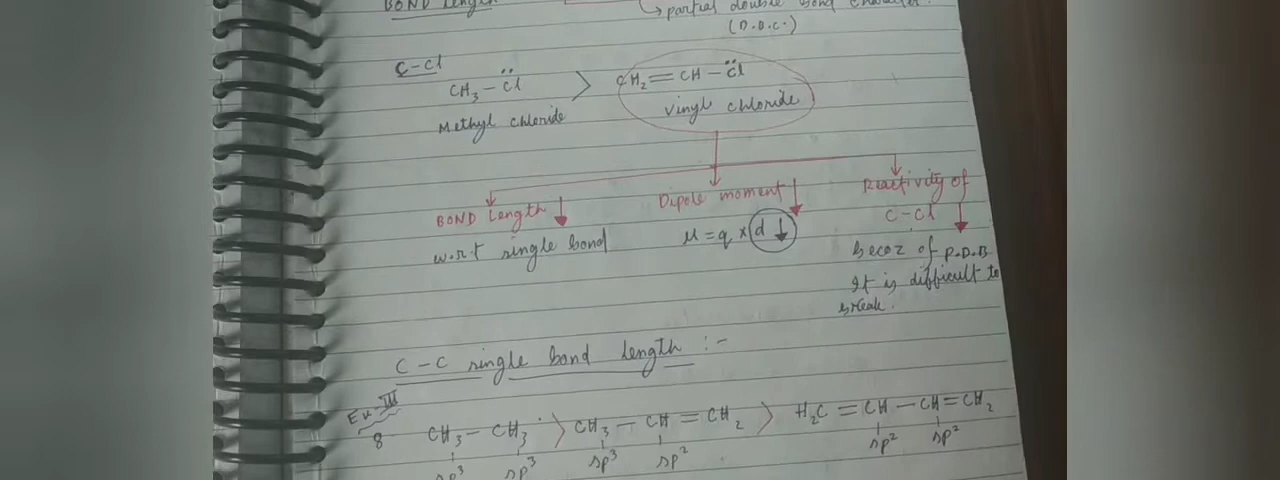 BOND Length
↳ partial double bond character.
(D.B.C.)
C-Cl
CH3 - C̈l > CH2 = CH - C̈l
Methyl chloride vinyl chloride
BOND Length ↓
w.r.t single bond
Dipole moment ↓
μ = q × d ↓
Reactivity of
C-Cl ↓
becoz of P.D.B
It is difficult to
break.
C-C single bond length :-
Ex-III
8 CH3 - CH3 > CH3 - CH = CH2 > H2C = CH - CH = CH2
sp3 sp3 sp3 sp2 sp2 sp2